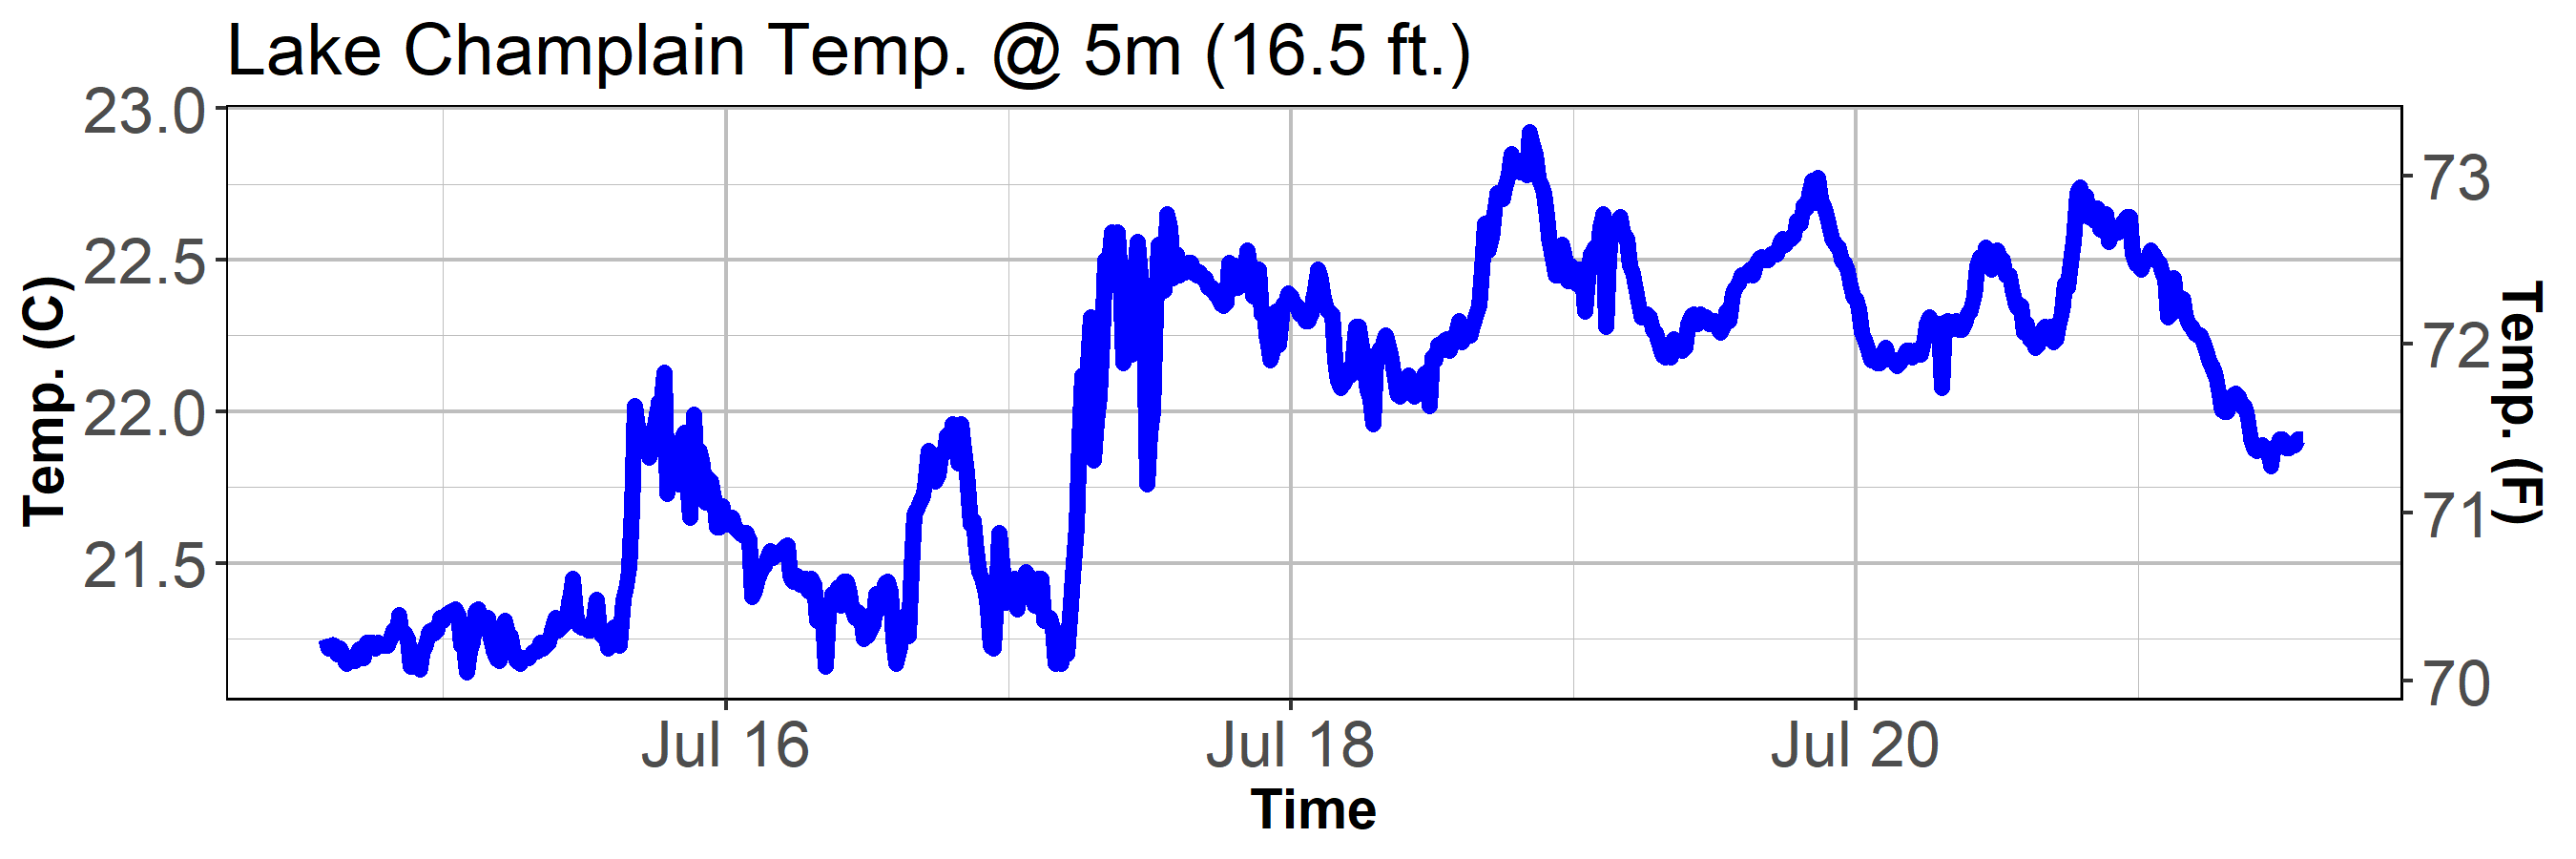 Lake Champlain Temp. @ 5m (16.5 ft.)
23.0
22.5
22.0
21.5
Temp. (C)
73
72
71
70
Temp. (F)
Jul 16
Jul 18
Jul 20
Time